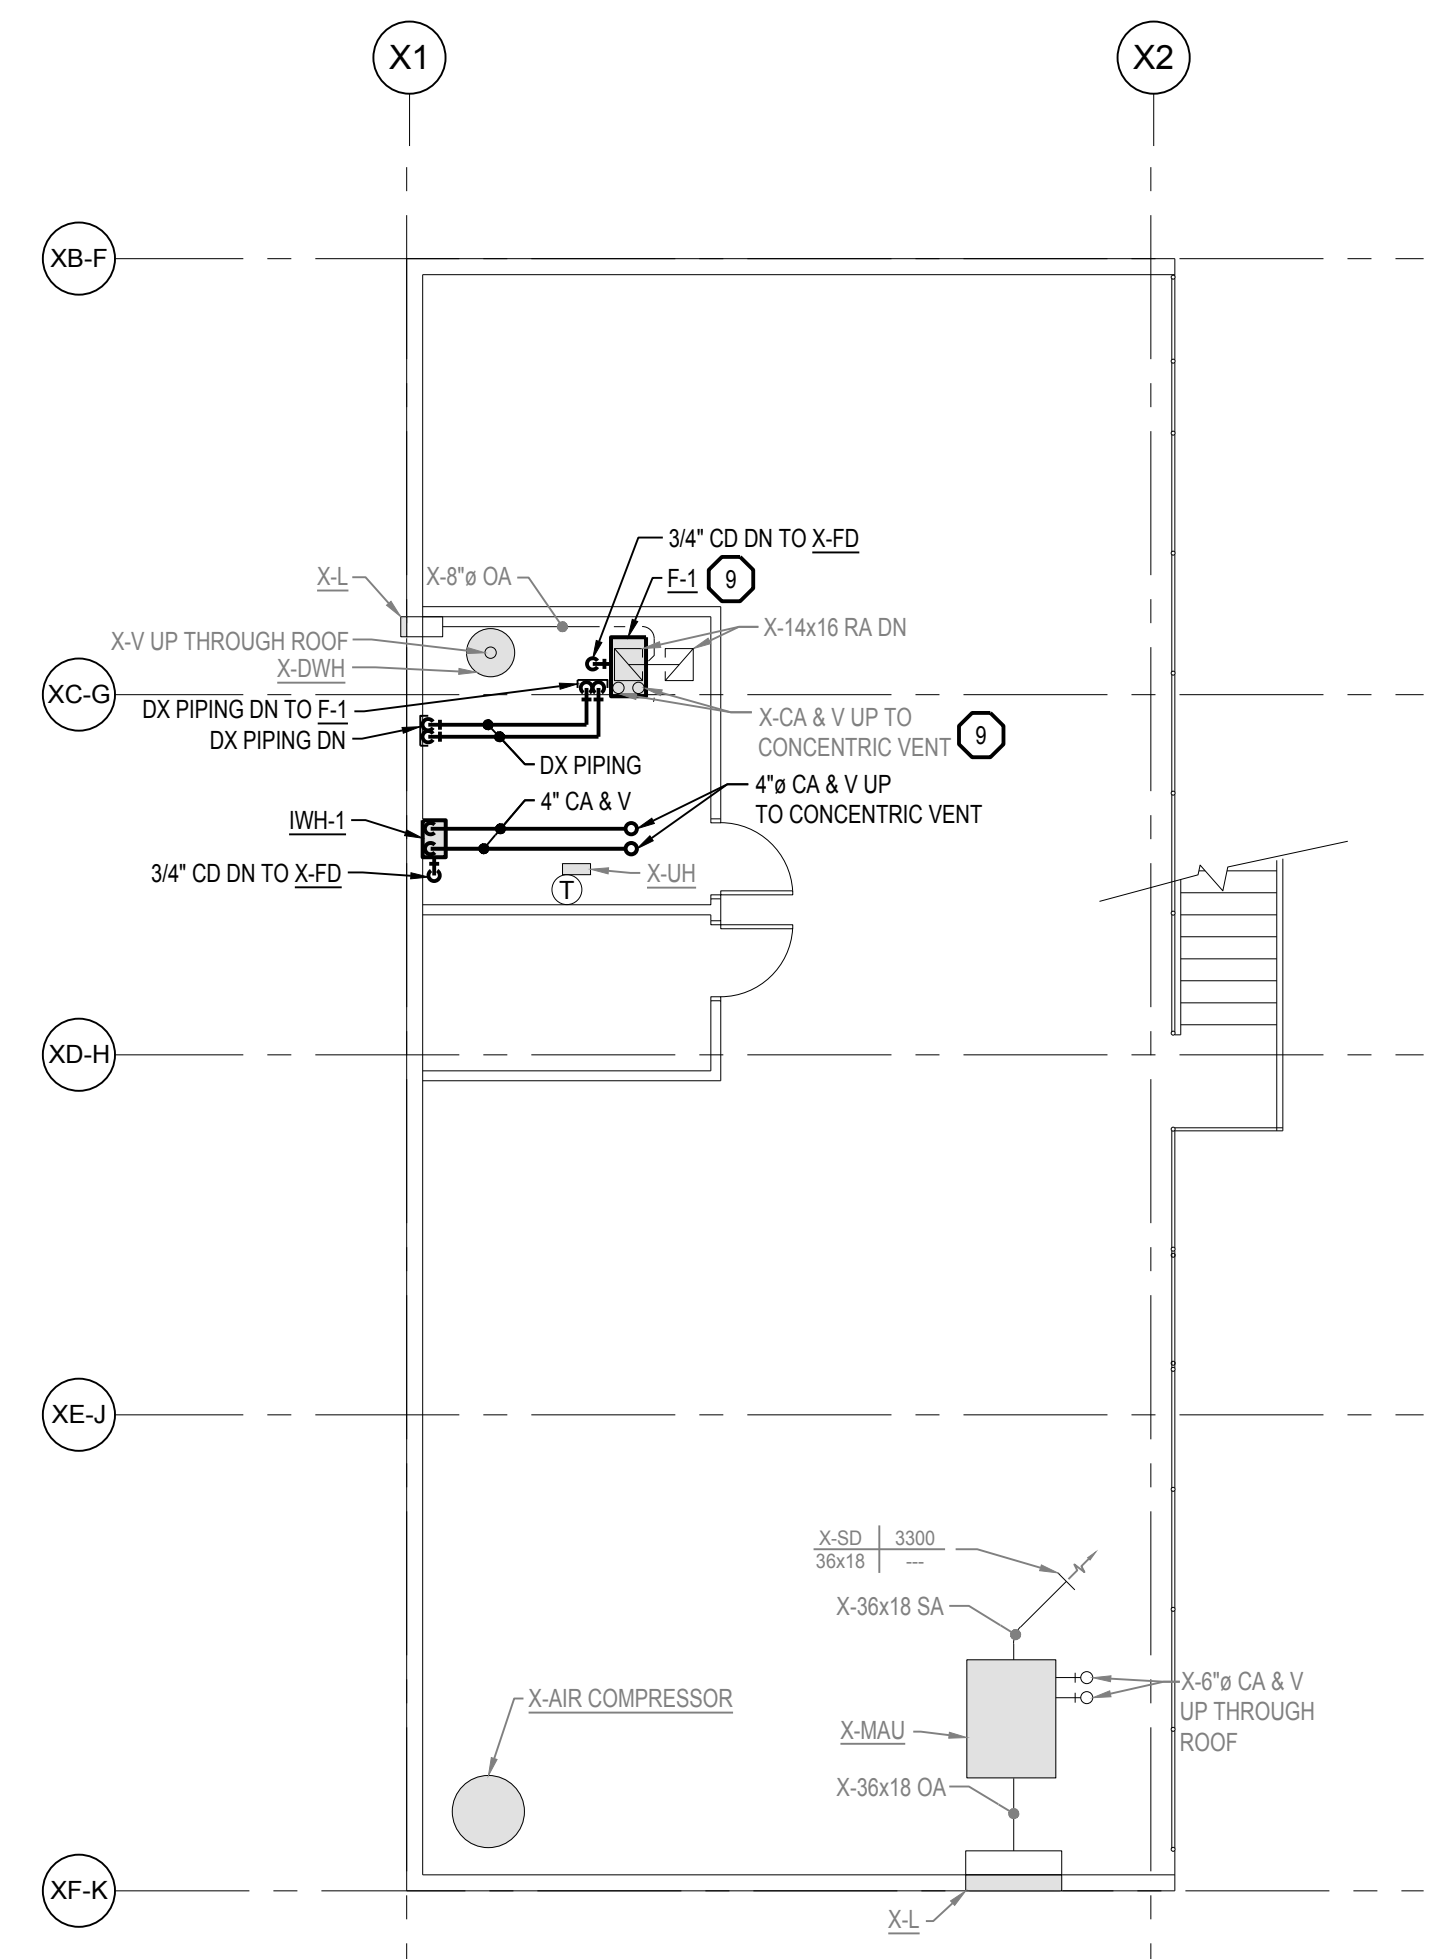 X1
X2
XB-F
3/4" CD DN TO X-FD
F-1
9
X-L
X-8"ø OA
X-14x16 RA DN
X-V UP THROUGH ROOF
X-DWH
XC-G
DX PIPING DN TO F-1
DX PIPING DN
X-CA & V UP TO
CONCENTRIC VENT
9
DX PIPING
4" CA & V
4"ø CA & V UP
TO CONCENTRIC VENT
IWH-1
3/4" CD DN TO X-FD
X-UH
T
XD-H
XE-J
X-SD 3300
36x18 ---
X-36x18 SA
X-AIR COMPRESSOR
X-6"ø CA & V
UP THROUGH
ROOF
X-MAU
X-36x18 OA
XF-K
X-L